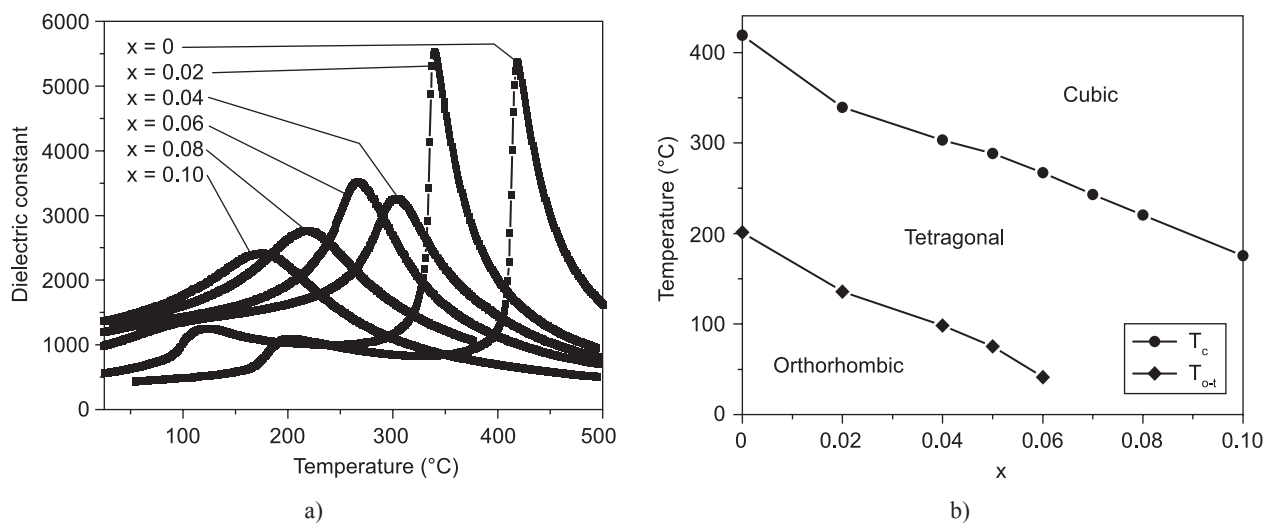 6000
5000
4000
3000
2000
1000
0
Dielectric constant
x = 0
x = 0.02
x = 0.04
x = 0.06
x = 0.08
x = 0.10
100
200
300
400
500
Temperature (°C)
a)
400
300
200
100
0
Temperature (°C)
Cubic
Tetragonal
Orthorhombic
T_c
T_o-t
0
0.02
0.04
0.06
0.08
0.10
x
b)